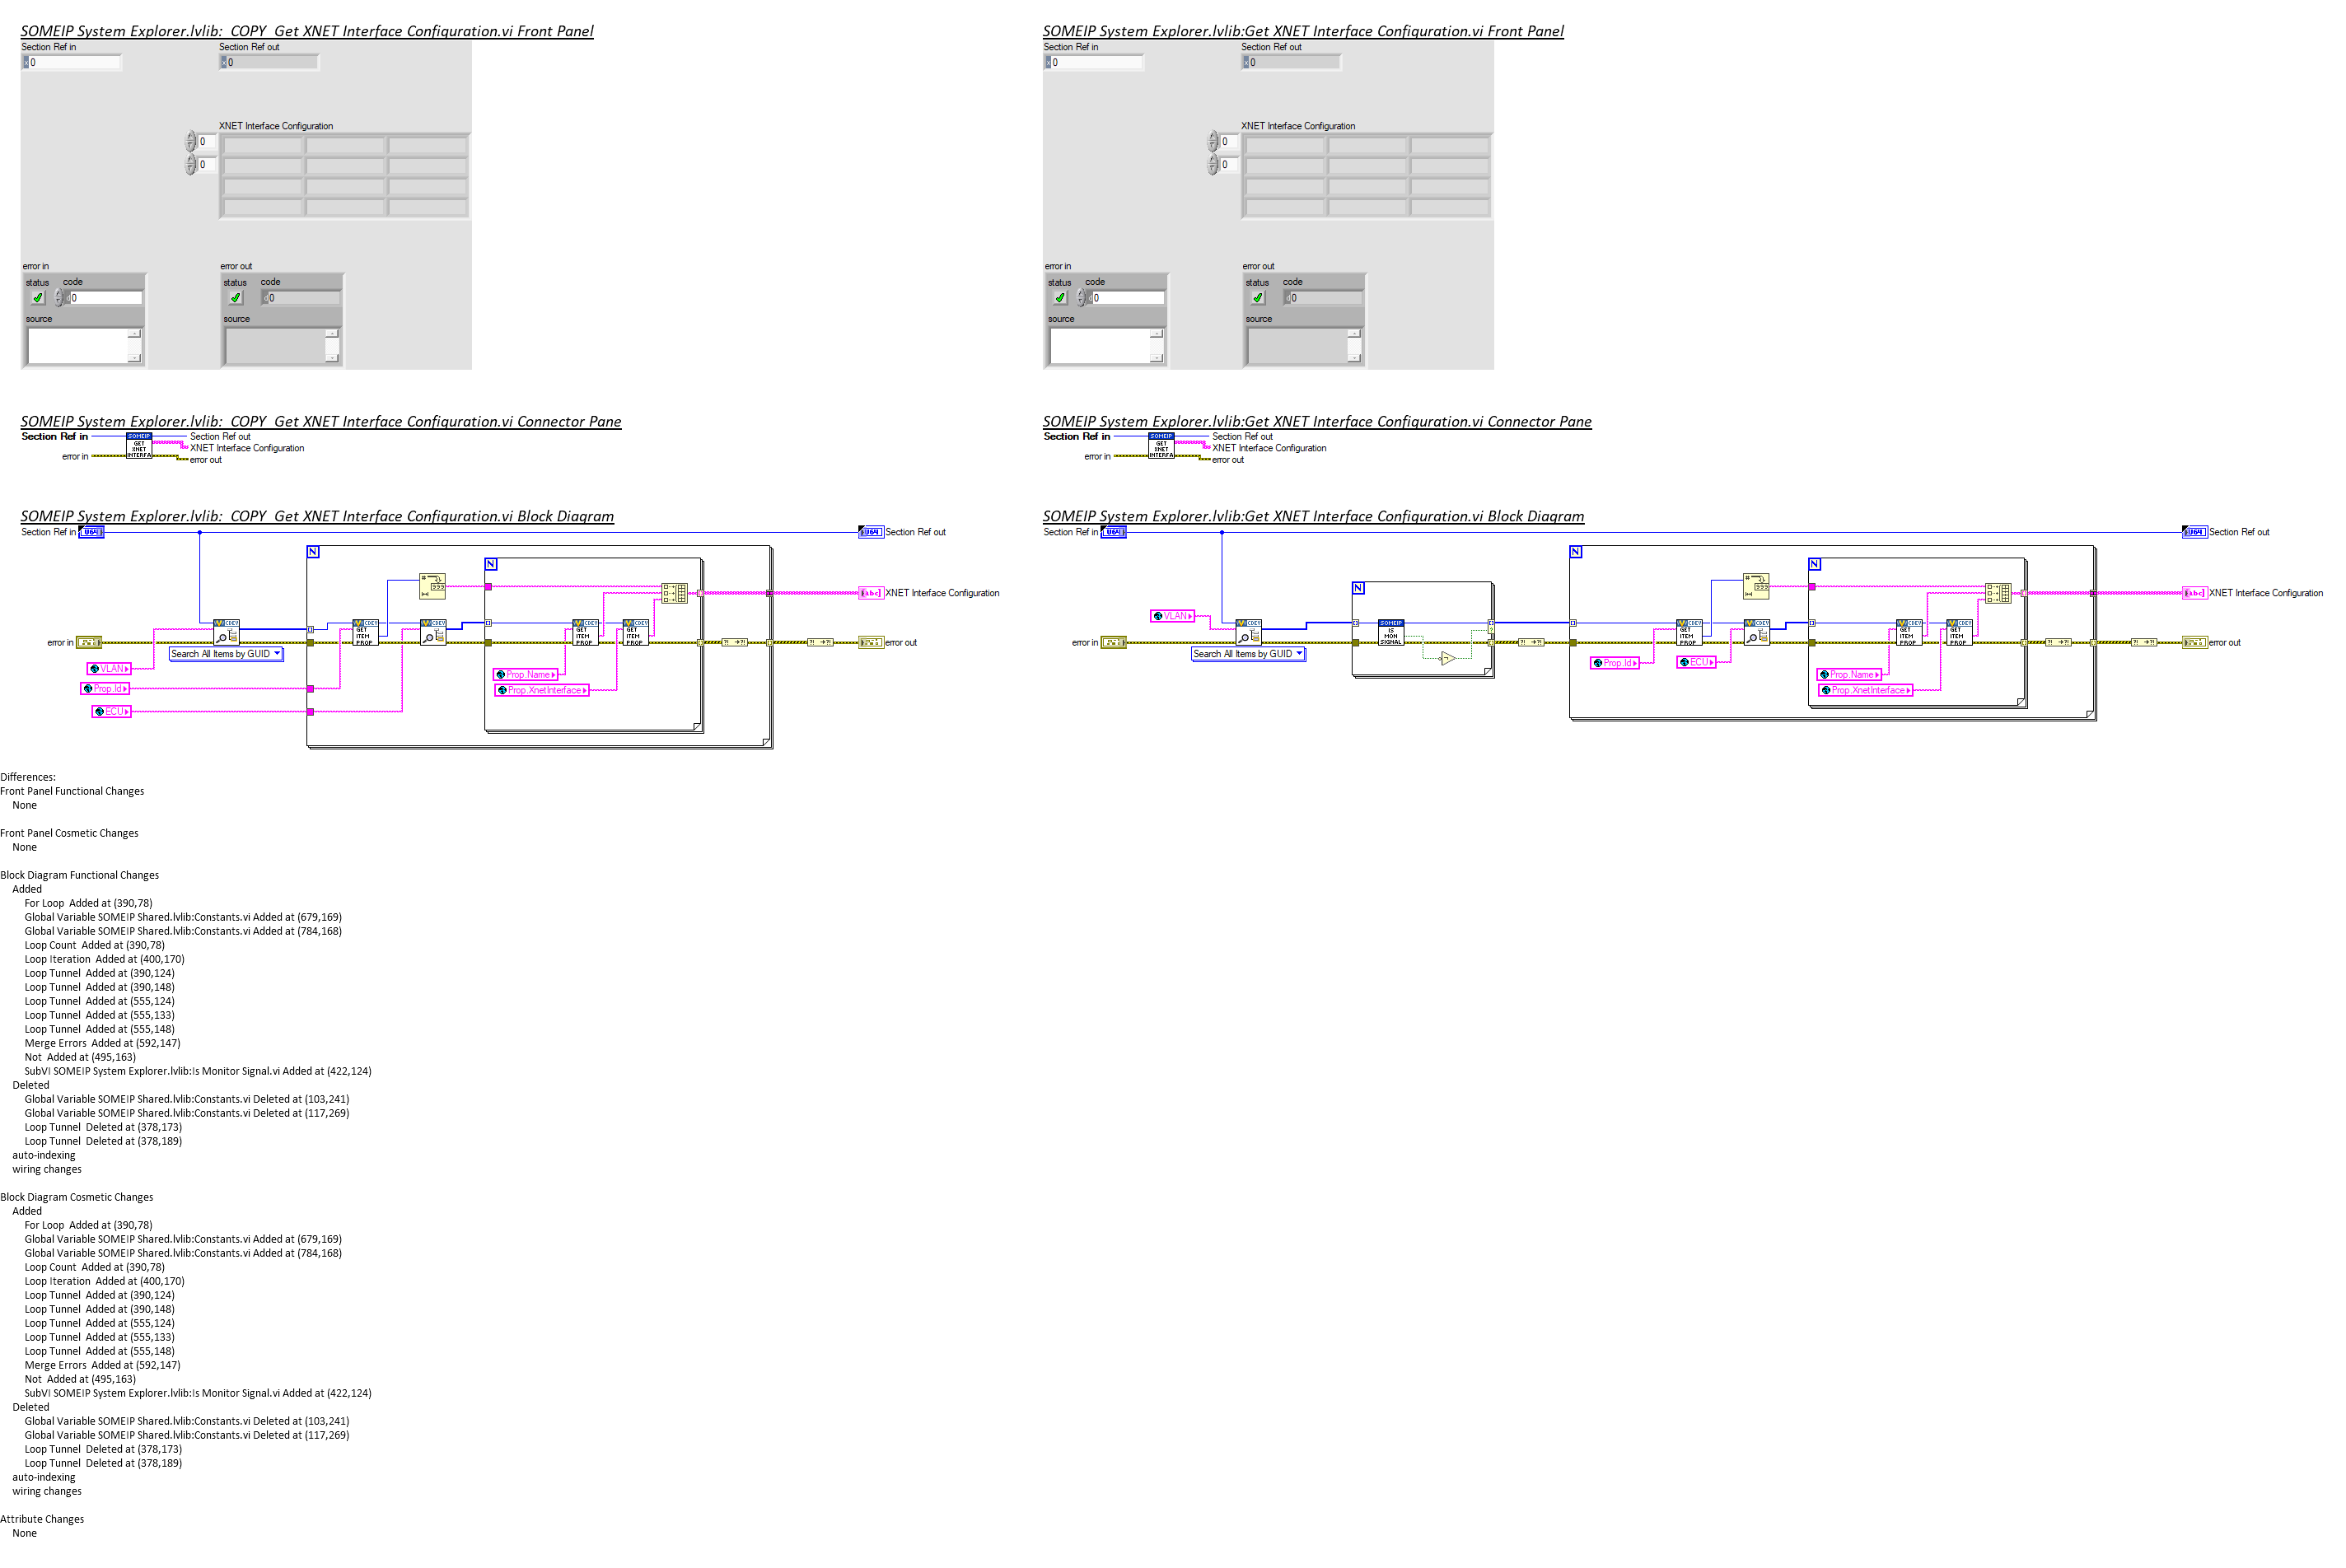 SOMEIP System Explorer.lvlib:  COPY  Get XNET Interface Configuration.vi Front Panel
Section Ref in
Section Ref out
0
0
XNET Interface Configuration
0
0
error in
error out
status
code
status
code
0
0
source
source
SOMEIP System Explorer.lvlib:Get XNET Interface Configuration.vi Front Panel
Section Ref in
Section Ref out
0
0
XNET Interface Configuration
0
0
error in
error out
status
code
status
code
0
0
source
source
SOMEIP System Explorer.lvlib:  COPY  Get XNET Interface Configuration.vi Connector Pane
Section Ref in
SOMEIP
GET
XNET
INTERFA
Section Ref out
XNET Interface Configuration
error in
error out
SOMEIP System Explorer.lvlib:Get XNET Interface Configuration.vi Connector Pane
Section Ref in
SOMEIP
GET
XNET
INTERFA
Section Ref out
XNET Interface Configuration
error in
error out
SOMEIP System Explorer.lvlib:  COPY  Get XNET Interface Configuration.vi Block Diagram
Section Ref in
Section Ref out
N
N
abc
XNET Interface Configuration
CDEV
CDEV
GET
ITEM
PROP
CDEV
CDEV
GET
ITEM
PROP
CDEV
GET
ITEM
PROP
error in
error out
Search All Items by GUID
VLAN
Prop.Name
Prop.Id
Prop.XnetInterface
ECU
SOMEIP System Explorer.lvlib:Get XNET Interface Configuration.vi Block Diagram
Section Ref in
Section Ref out
N
N
N
abc
XNET Interface Configuration
VLAN
CDEV
SOMEIP
IS
MON
SIGNAL
CDEV
GET
ITEM
PROP
CDEV
CDEV
GET
ITEM
PROP
CDEV
GET
ITEM
PROP
error in
error out
Search All Items by GUID
Prop.Id
ECU
Prop.Name
Prop.XnetInterface
Differences:
Front Panel Functional Changes
None
Front Panel Cosmetic Changes
None
Block Diagram Functional Changes
Added
For Loop  Added at (390,78)
Global Variable SOMEIP Shared.lvlib:Constants.vi Added at (679,169)
Global Variable SOMEIP Shared.lvlib:Constants.vi Added at (784,168)
Loop Count  Added at (390,78)
Loop Iteration  Added at (400,170)
Loop Tunnel  Added at (390,124)
Loop Tunnel  Added at (390,148)
Loop Tunnel  Added at (555,124)
Loop Tunnel  Added at (555,133)
Loop Tunnel  Added at (555,148)
Merge Errors  Added at (592,147)
Not  Added at (495,163)
SubVI SOMEIP System Explorer.lvlib:Is Monitor Signal.vi Added at (422,124)
Deleted
Global Variable SOMEIP Shared.lvlib:Constants.vi Deleted at (103,241)
Global Variable SOMEIP Shared.lvlib:Constants.vi Deleted at (117,269)
Loop Tunnel  Deleted at (378,173)
Loop Tunnel  Deleted at (378,189)
auto-indexing
wiring changes
Block Diagram Cosmetic Changes
Added
For Loop  Added at (390,78)
Global Variable SOMEIP Shared.lvlib:Constants.vi Added at (679,169)
Global Variable SOMEIP Shared.lvlib:Constants.vi Added at (784,168)
Loop Count  Added at (390,78)
Loop Iteration  Added at (400,170)
Loop Tunnel  Added at (390,124)
Loop Tunnel  Added at (390,148)
Loop Tunnel  Added at (555,124)
Loop Tunnel  Added at (555,133)
Loop Tunnel  Added at (555,148)
Merge Errors  Added at (592,147)
Not  Added at (495,163)
SubVI SOMEIP System Explorer.lvlib:Is Monitor Signal.vi Added at (422,124)
Deleted
Global Variable SOMEIP Shared.lvlib:Constants.vi Deleted at (103,241)
Global Variable SOMEIP Shared.lvlib:Constants.vi Deleted at (117,269)
Loop Tunnel  Deleted at (378,173)
Loop Tunnel  Deleted at (378,189)
auto-indexing
wiring changes
Attribute Changes
None